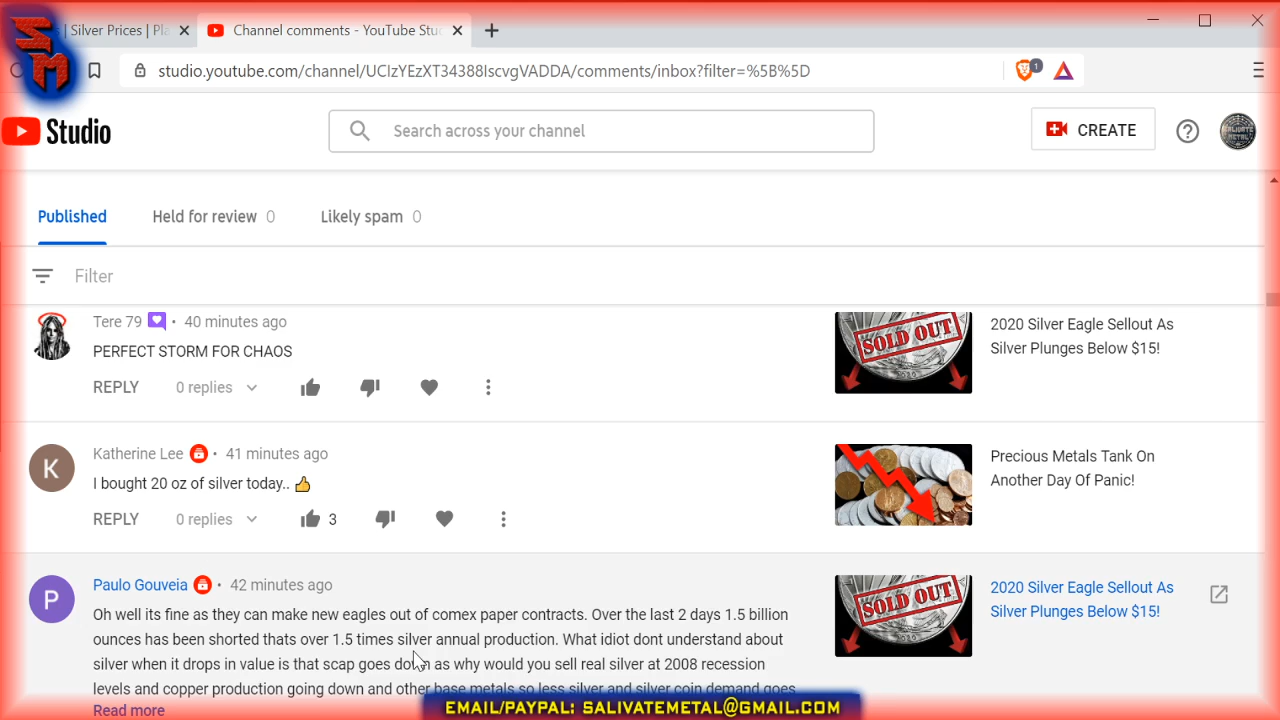 SM
| Silver Prices | Pla
Channel comments - YouTube Stud
studio.youtube.com/channel/UCIzYEzXT34388IscvgVADDA/comments/inbox?filter=%5B%5D
1
Studio
Search across your channel
CREATE
Published
Held for review 0
Likely spam 0
Filter
Tere 79 • 40 minutes ago
PERFECT STORM FOR CHAOS
REPLY
0 replies
SOLD OUT
2020 Silver Eagle Sellout As
Silver Plunges Below $15!
K
Katherine Lee • 41 minutes ago
I bought 20 oz of silver today.. 👍
REPLY
0 replies
3
Precious Metals Tank On
Another Day Of Panic!
P
Paulo Gouveia • 42 minutes ago
Oh well its fine as they can make new eagles out of comex paper contracts. Over the last 2 days 1.5 billion
ounces has been shorted thats over 1.5 times silver annual production. What idiot dont understand about
silver when it drops in value is that scap goes down as why would you sell real silver at 2008 recession
levels and copper production going down and other base metals so less silver and silver coin demand goes
Read more
SOLD OUT
2020 Silver Eagle Sellout As
Silver Plunges Below $15!
EMAIL/PAYPAL: SALIVATEMETAL@GMAIL.COM